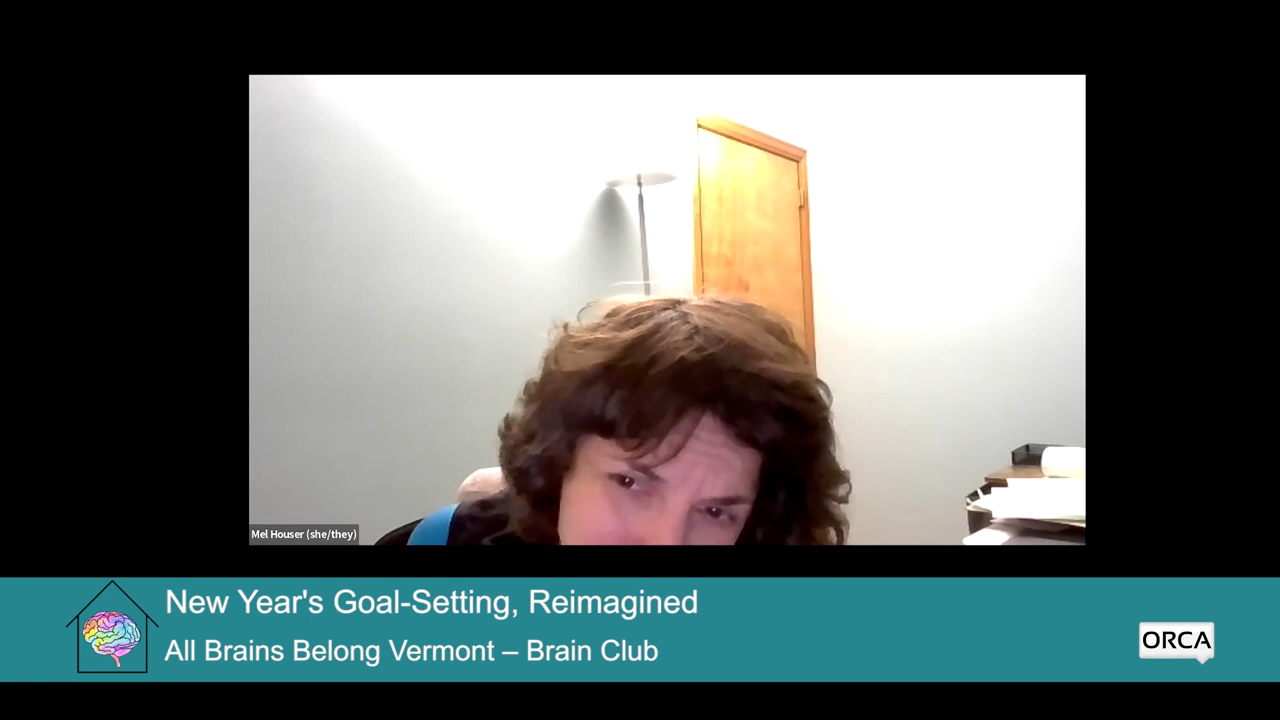 Mel Houser (she/they)
New Year's Goal-Setting, Reimagined
All Brains Belong Vermont – Brain Club
ORCA